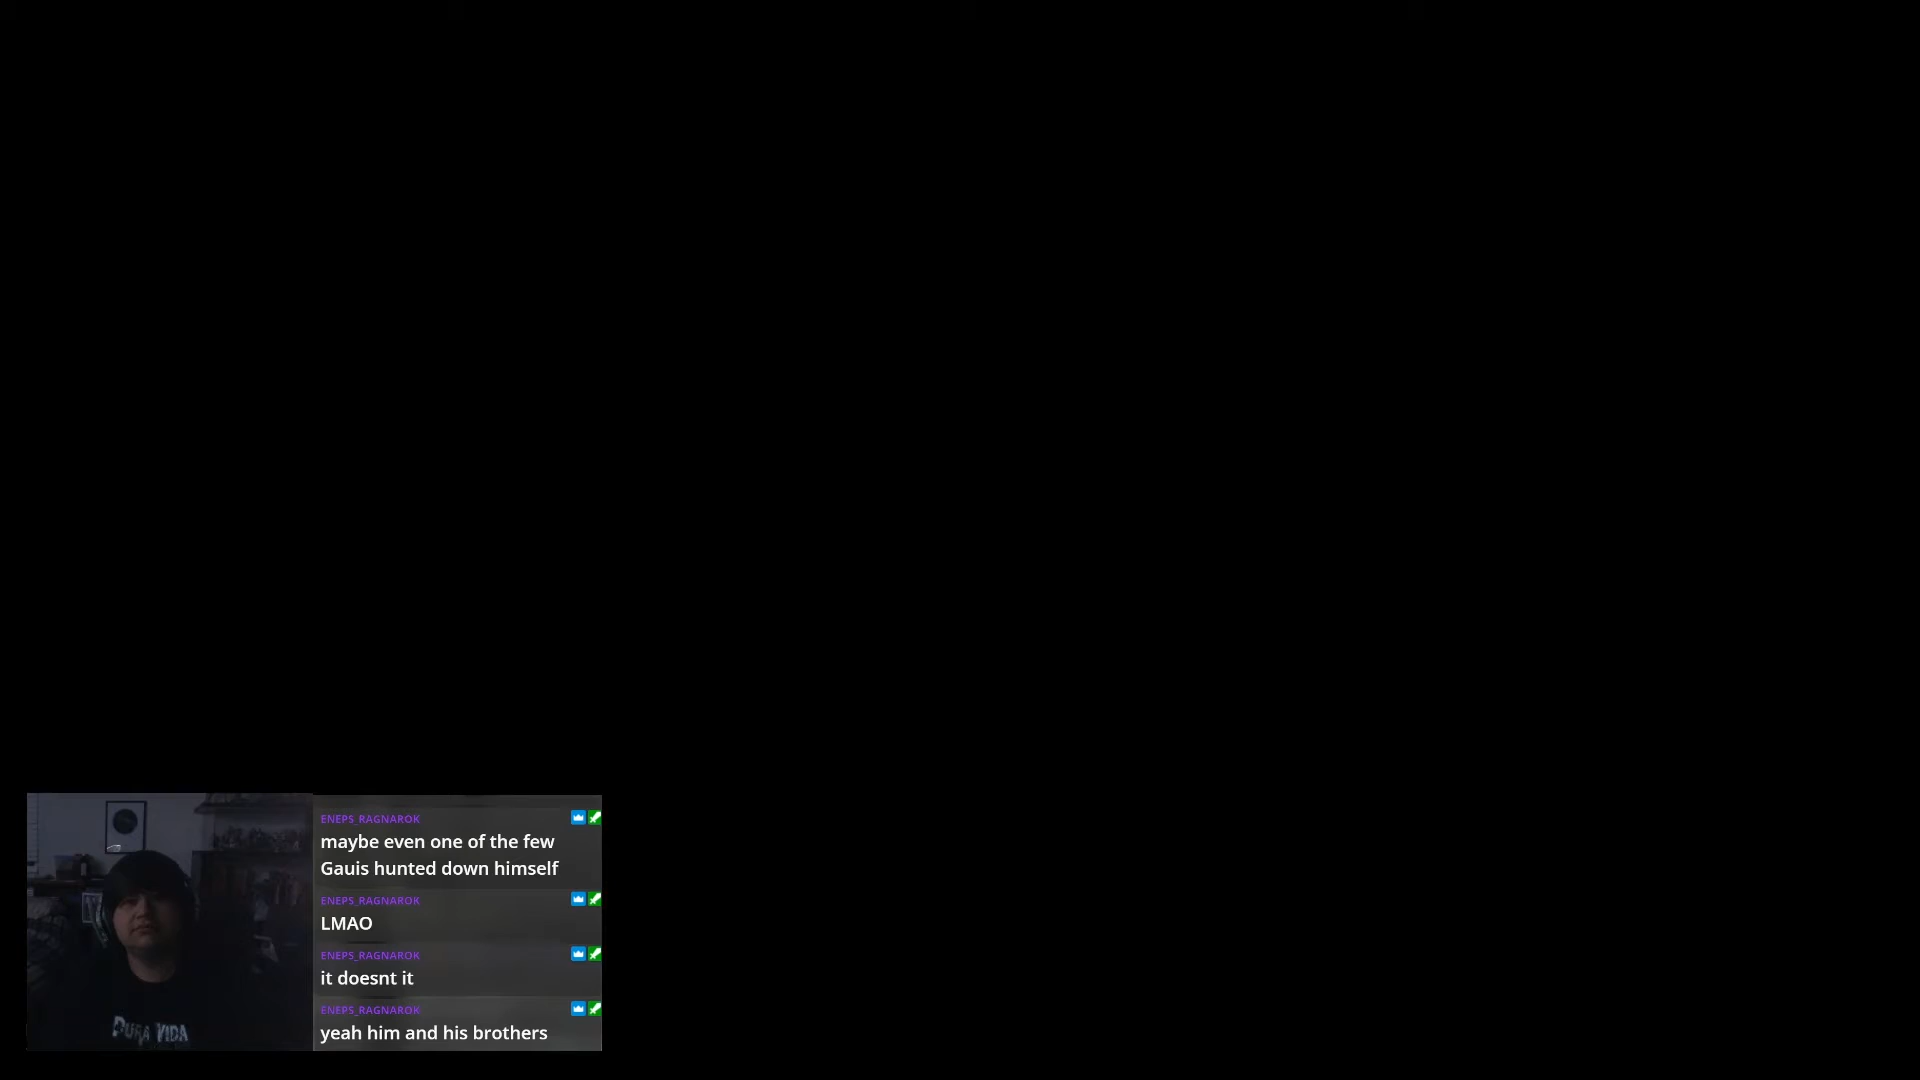 ENEPS_RAGNAROK
maybe even one of the few
Gauis hunted down himself
ENEPS_RAGNAROK
LMAO
ENEPS_RAGNAROK
it doesnt it
ENEPS_RAGNAROK
yeah him and his brothers
PURA VIDA